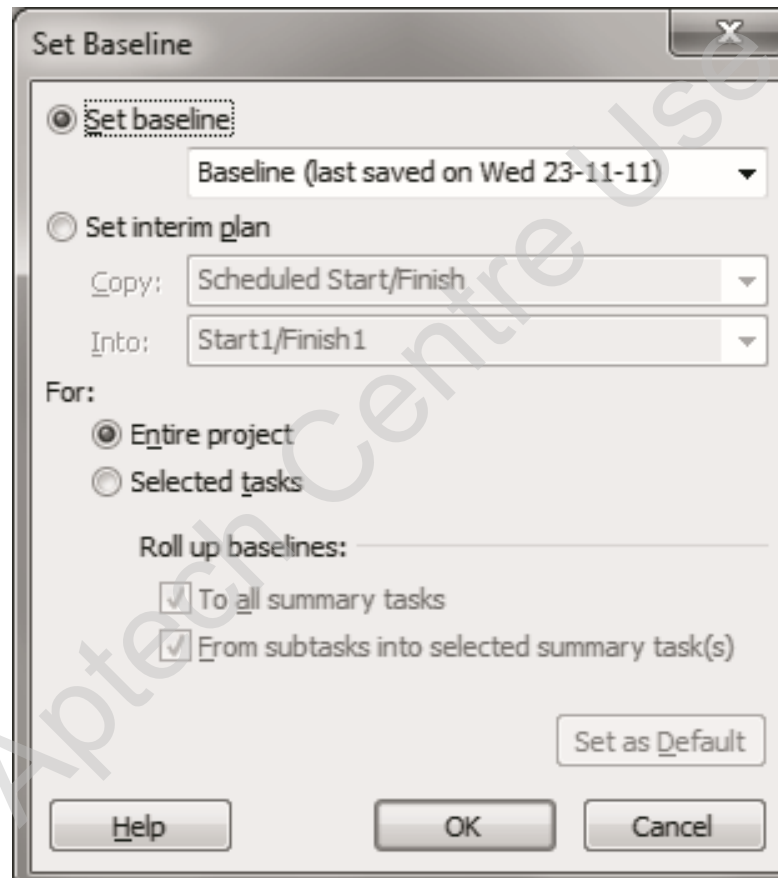 Set Baseline
Set baseline
Baseline (last saved on Wed 23-11-11)
Set interim plan
Copy: Scheduled Start/Finish
Into: Start1/Finish1
For:
Entire project
Selected tasks
Roll up baselines:
To all summary tasks
From subtasks into selected summary task(s)
Set as Default
Help OK Cancel
Aptech Centre Use